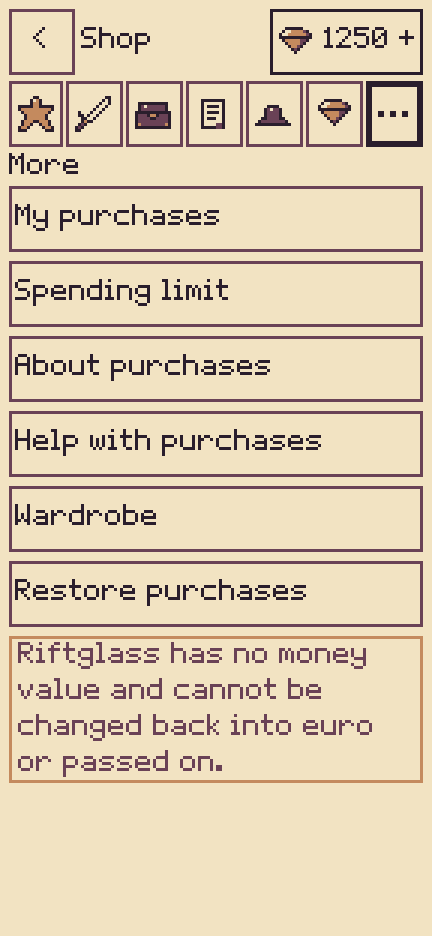 Shop
1250 +
...
More
My purchases
Spending limit
About purchases
Help with purchases
Wardrobe
Restore purchases
Riftglass has no money
value and cannot be
changed back into euro
or passed on.